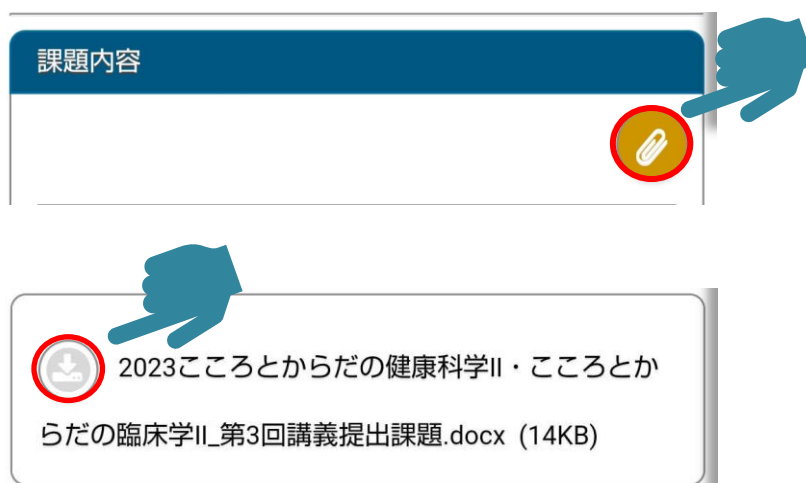 課題内容
2023こころとからだの健康科学II・こころとか
らだの臨床学II_第3回講義提出課題.docx (14KB)